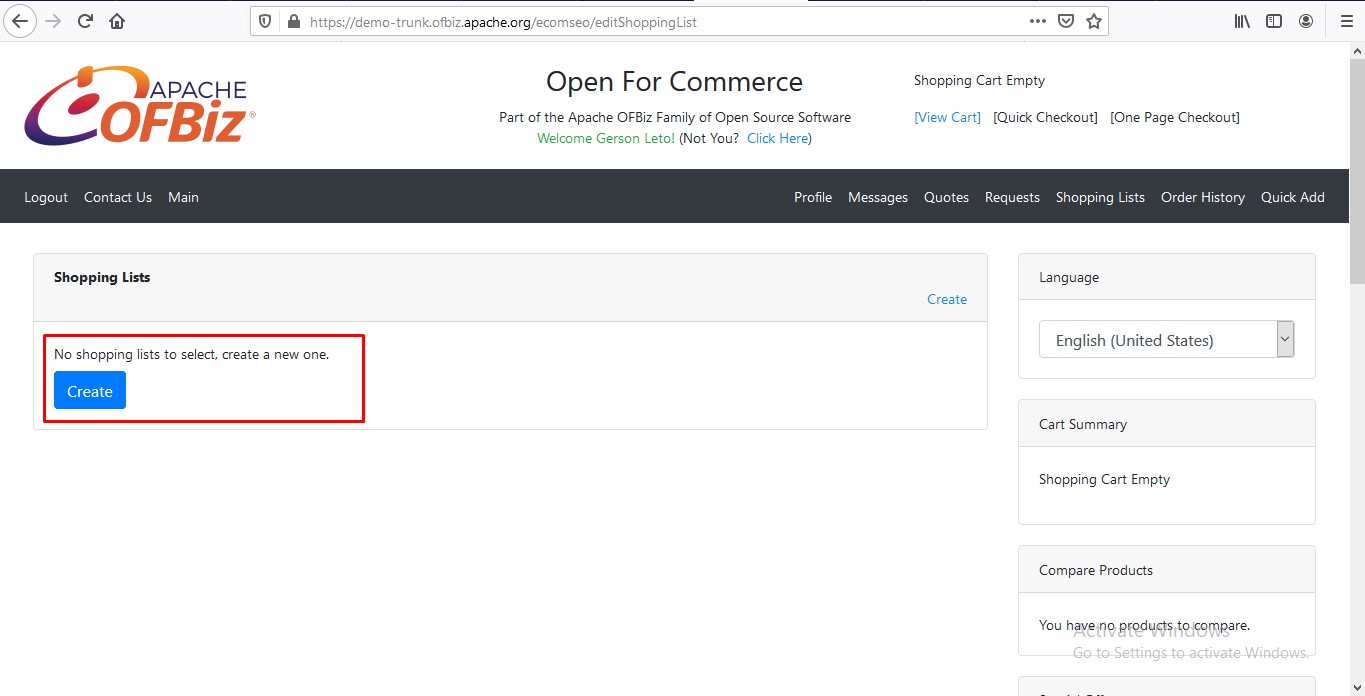 https://demo-trunk.ofbiz.apache.org/ecomseo/editShoppingList
APACHE
OFBiz®
Open For Commerce
Part of the Apache OFBiz Family of Open Source Software
Welcome Gerson Leto! (Not You? Click Here)
Shopping Cart Empty
[View Cart] [Quick Checkout] [One Page Checkout]
Logout Contact Us Main Profile Messages Quotes Requests Shopping Lists Order History Quick Add
Shopping Lists
Create
No shopping lists to select, create a new one.
Create
Language
English (United States)
Cart Summary
Shopping Cart Empty
Compare Products
You have no products to compare.
Activate Windows
Go to Settings to activate Windows.